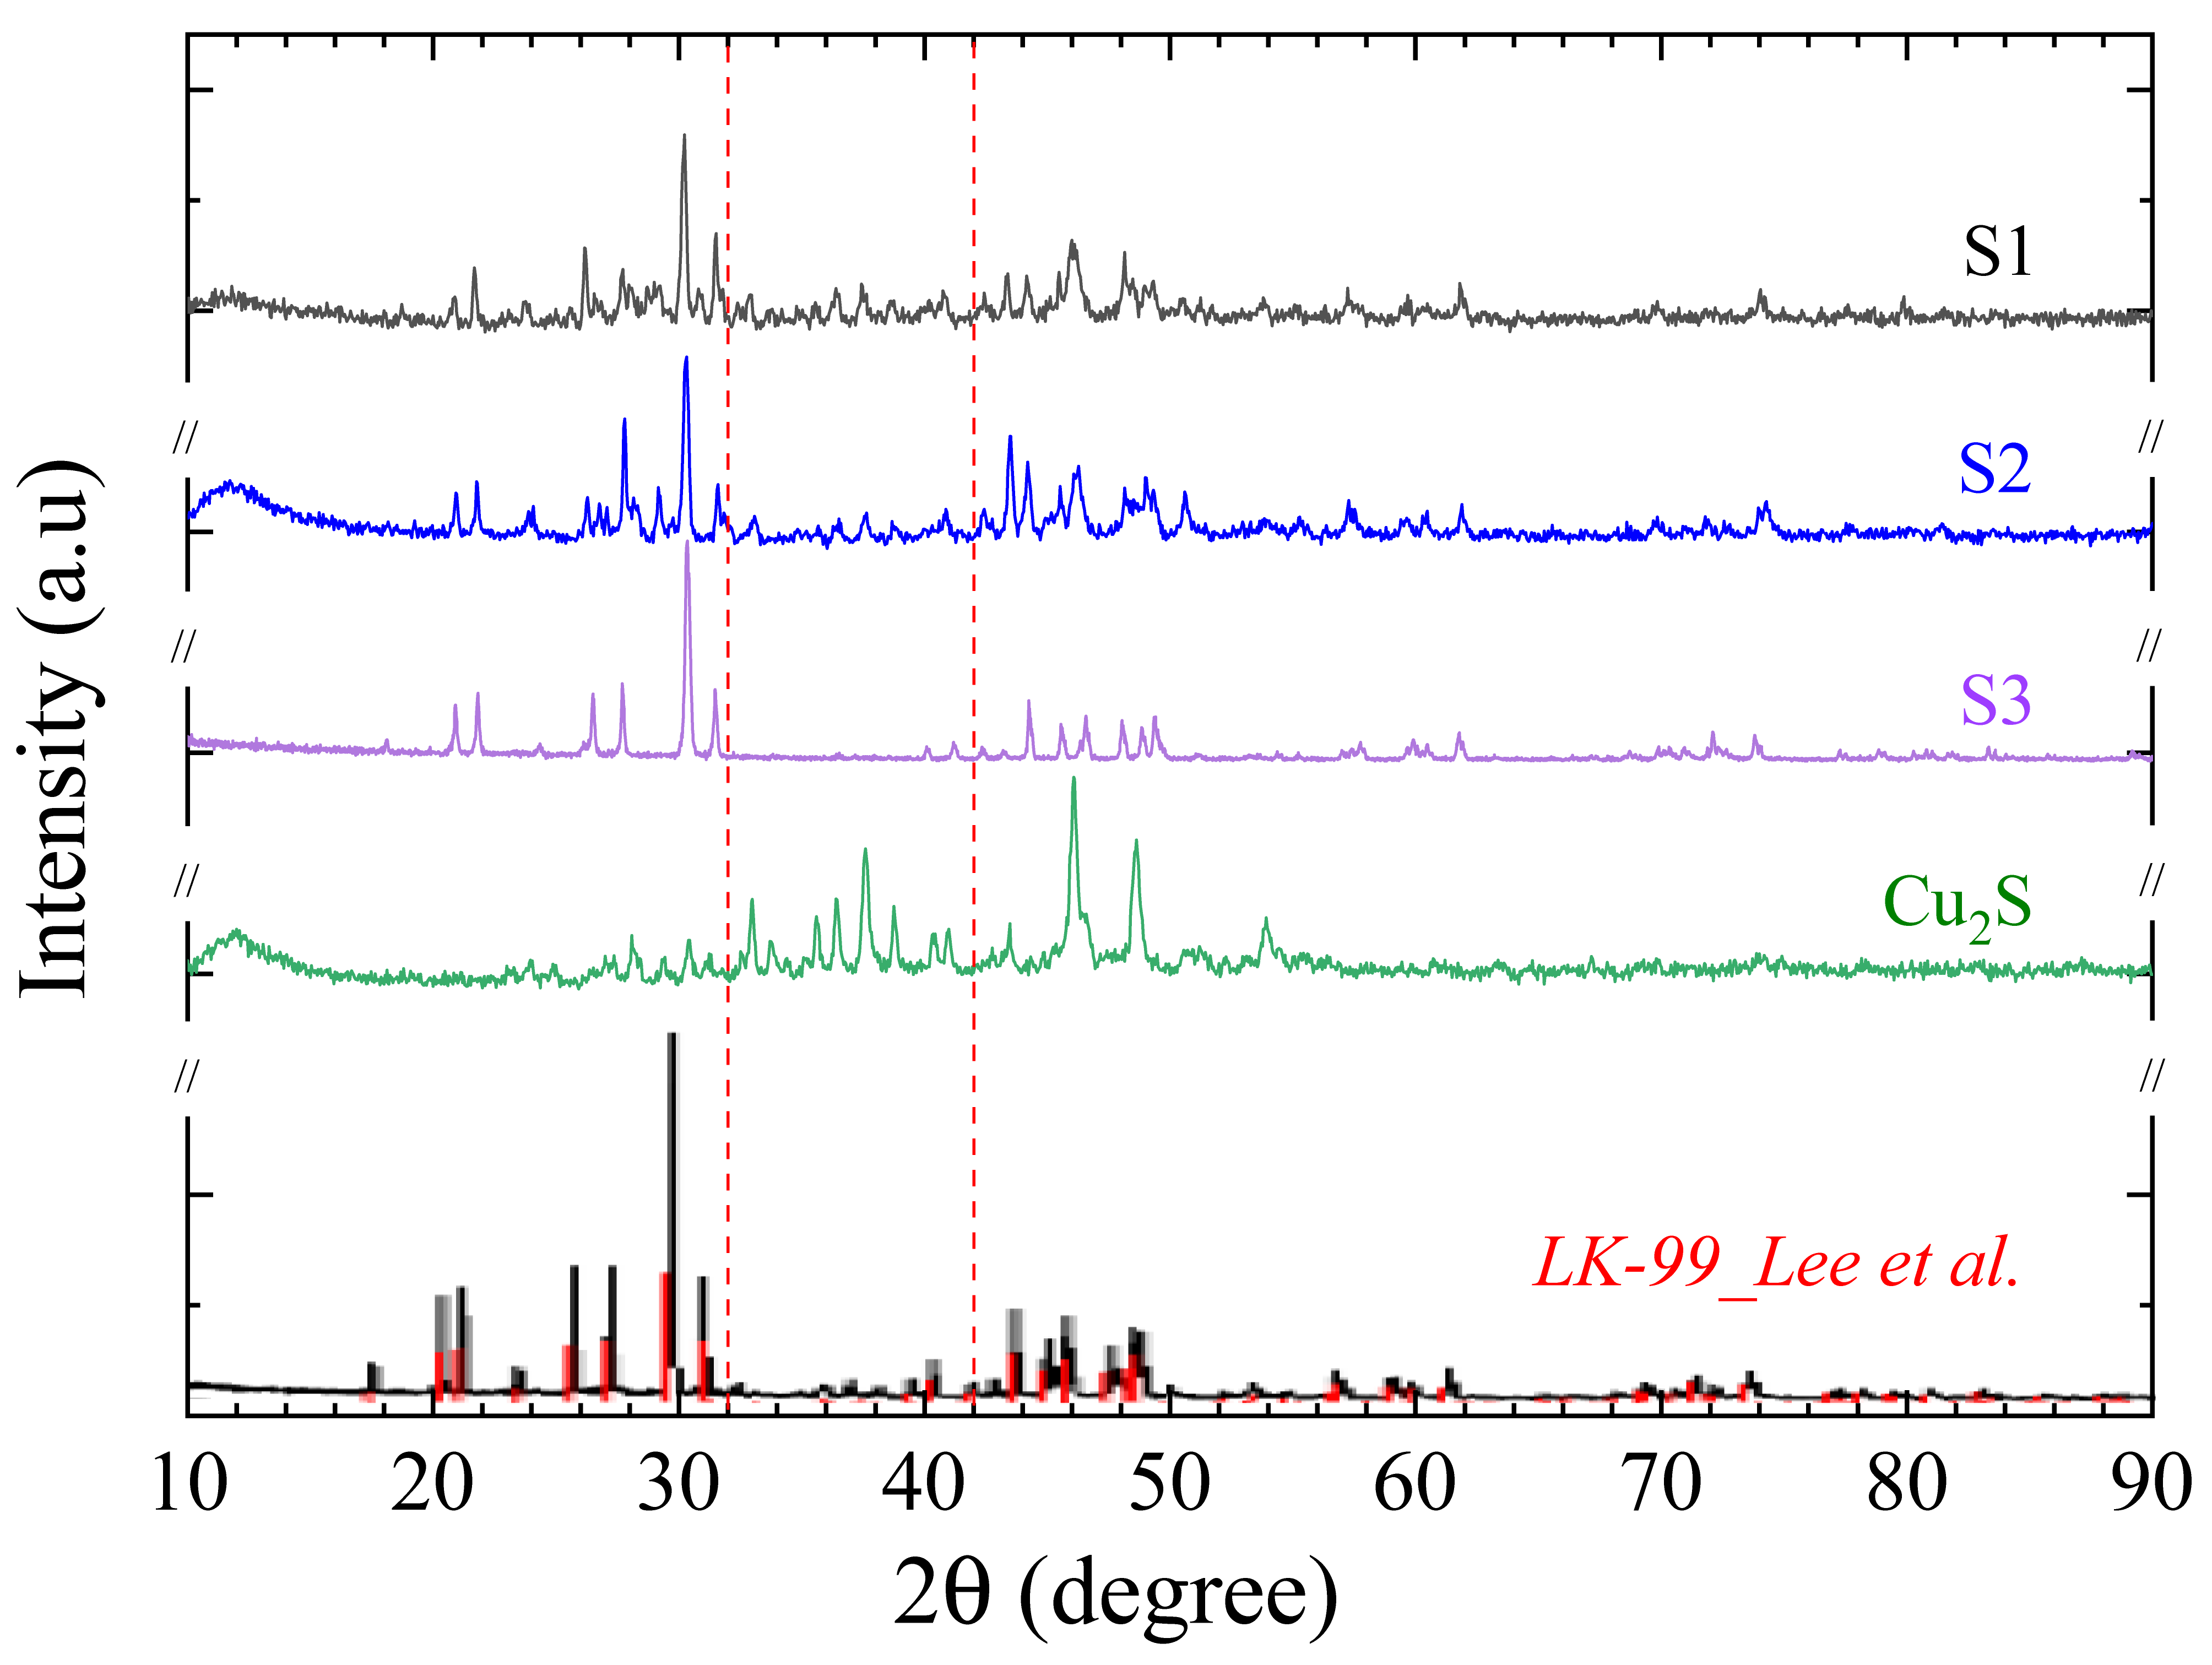 S1
//
//
S2
//
//
S3
//
//
Cu₂S
//
//
LK-99_Lee et al.
Intensity (a.u)
10 20 30 40 50 60 70 80 90
2θ (degree)